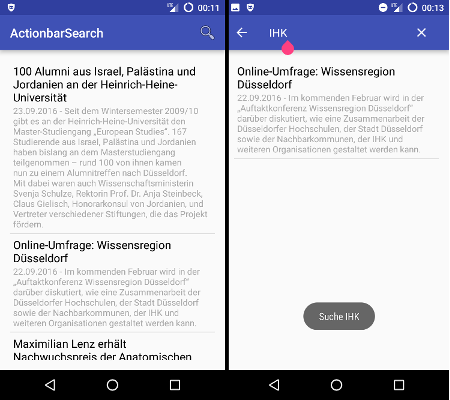 00:11
ActionbarSearch
100 Alumni aus Israel, Palästina und
Jordanien an der Heinrich-Heine-
Universität
23.09.2016 - Seit dem Wintersemester 2009/10
gibt es an der Heinrich-Heine-Universität den
Master-Studiengang „European Studies“. 167
Studierende aus Israel, Palästina und Jordanien
haben bislang an dem Masterstudiengang
teilgenommen – rund 100 von ihnen kamen
nun zu einem Alumnitreffen nach Düsseldorf.
Mit dabei waren auch Wissenschaftsministerin
Svenja Schulze, Rektorin Prof. Dr. Anja Steinbeck,
Claus Gielisch, Honorarkonsul von Jordanien, und
Vertreter verschiedener Stiftungen, die das Projekt
fördern.
Online-Umfrage: Wissensregion
Düsseldorf
22.09.2016 - Im kommenden Februar wird in der
„Auftaktkonferenz Wissensregion Düsseldorf“
darüber diskutiert, wie eine Zusammenarbeit der
Düsseldorfer Hochschulen, der Stadt Düsseldorf
sowie der Nachbarkommunen, der IHK und
weiteren Organisationen gestaltet werden kann.
Maximilian Lenz erhält
Nachwuchspreis der Anatomischen
00:13
IHK
Online-Umfrage: Wissensregion
Düsseldorf
22.09.2016 - Im kommenden Februar wird in der
„Auftaktkonferenz Wissensregion Düsseldorf“
darüber diskutiert, wie eine Zusammenarbeit der
Düsseldorfer Hochschulen, der Stadt Düsseldorf
sowie der Nachbarkommunen, der IHK und
weiteren Organisationen gestaltet werden kann.
Suche IHK